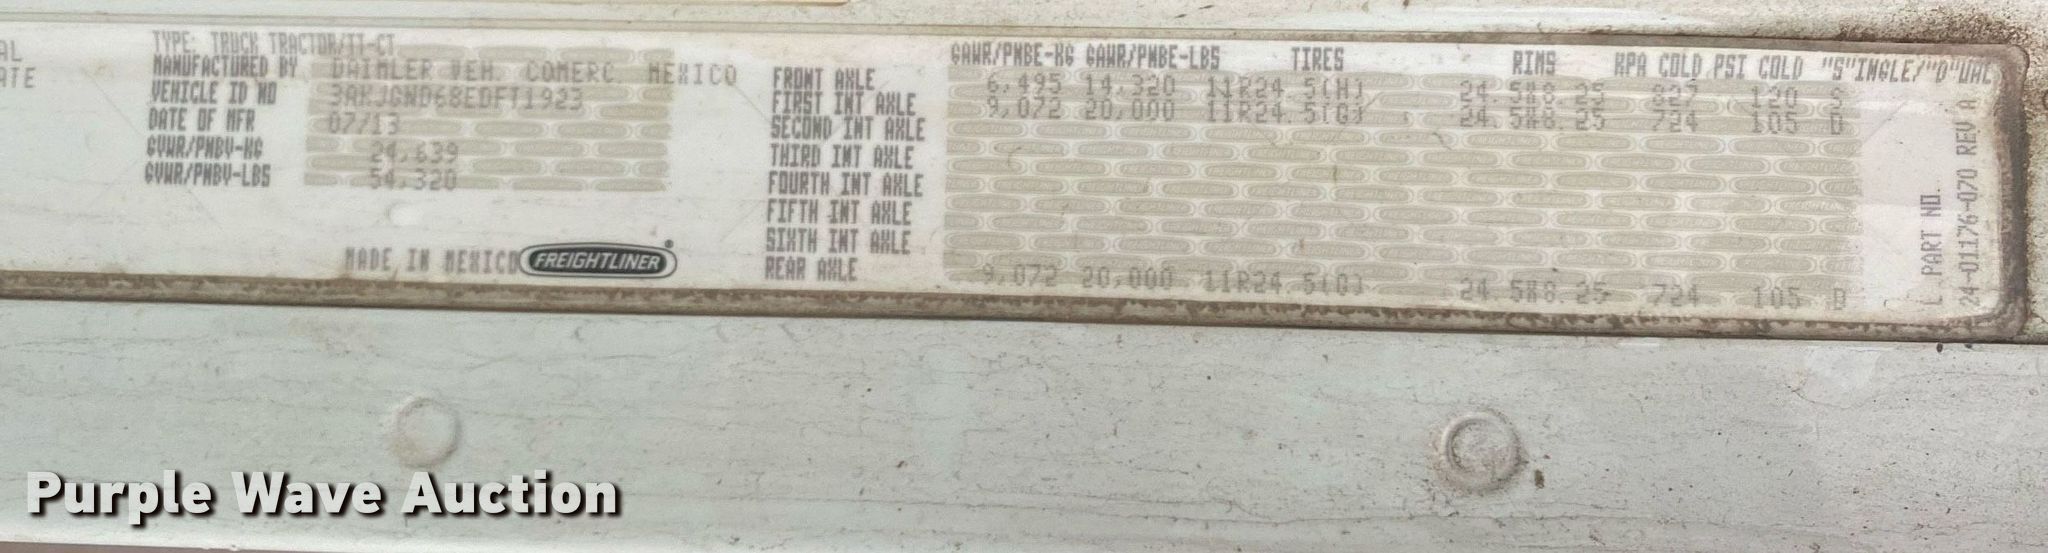 AL
ATE
TYPE: TRUCK TRACTOR/TT-CT
MANUFACTURED BY DAIMLER VEH. COMERC. MEXICO
VEHICLE ID NO 3AKJGND68EDFT1923
DATE OF MFR 07/13
GVWR/PNBV-KG 24,639
GVWR/PNBV-LBS 54,320
MADE IN MEXICO FREIGHTLINER
GAWR/PNBE-KG GAWR/PNBE-LBS TIRES RIMS KPA COLD PSI COLD "S"INGLE/"D"UAL
FRONT AXLE 6,495 14,320 11R24.5(H) 24.5X8.25 827 120 S
FIRST INT AXLE 9,072 20,000 11R24.5(G) 24.5X8.25 724 105 D
SECOND INT AXLE
THIRD INT AXLE
FOURTH INT AXLE
FIFTH INT AXLE
SIXTH INT AXLE
REAR AXLE 9,072 20,000 11R24.5(G) 24.5X8.25 724 105 D
L PART NO.
24-01176-070 REV A
Purple Wave Auction